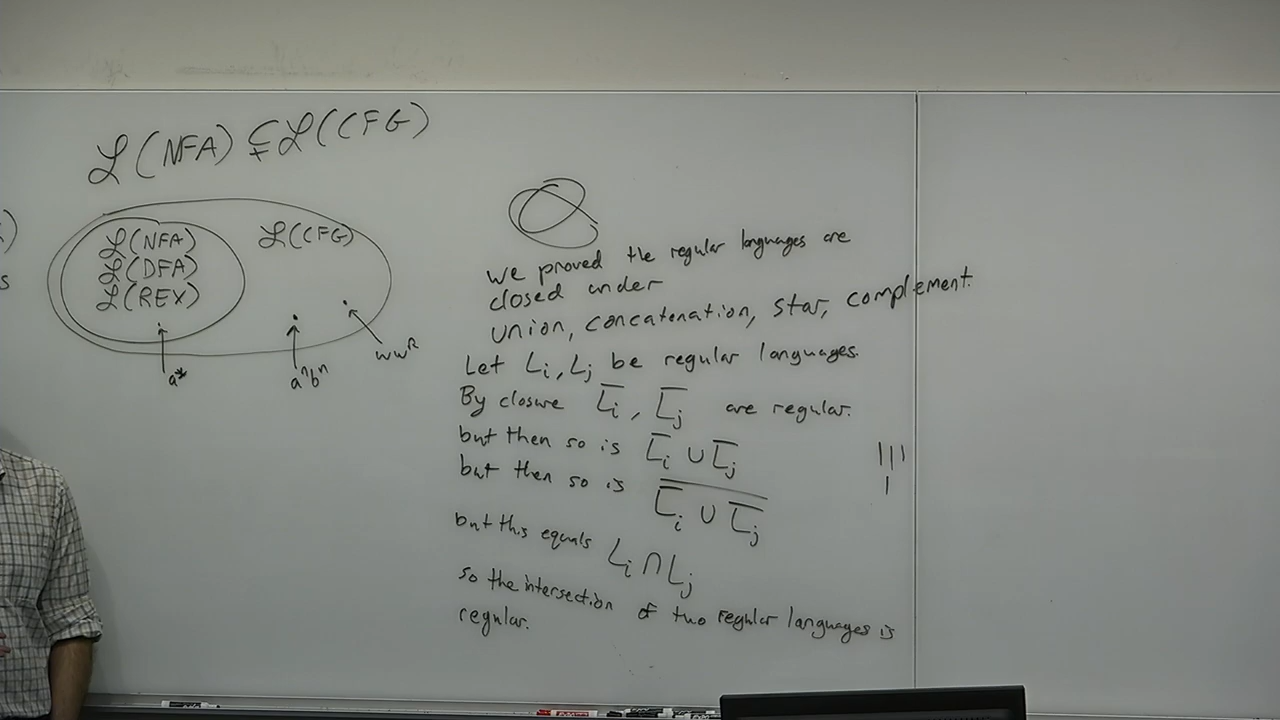 ℒ(NFA) ⊊ ℒ(CFG)
ℒ(NFA)
ℒ(DFA)
ℒ(REX)
ℒ(CFG)
a*
aⁿbⁿ
wwᴿ
we proved the regular languages are
closed under
union, concatenation, star, complement.
Let Lᵢ, Lⱼ be regular languages.
By closure L̅ᵢ, L̅ⱼ are regular.
but then so is L̅ᵢ ∪ L̅ⱼ
but then so is \overline{L̅ᵢ ∪ L̅ⱼ}
but this equals Lᵢ ∩ Lⱼ
so the intersection of two regular languages is
regular.